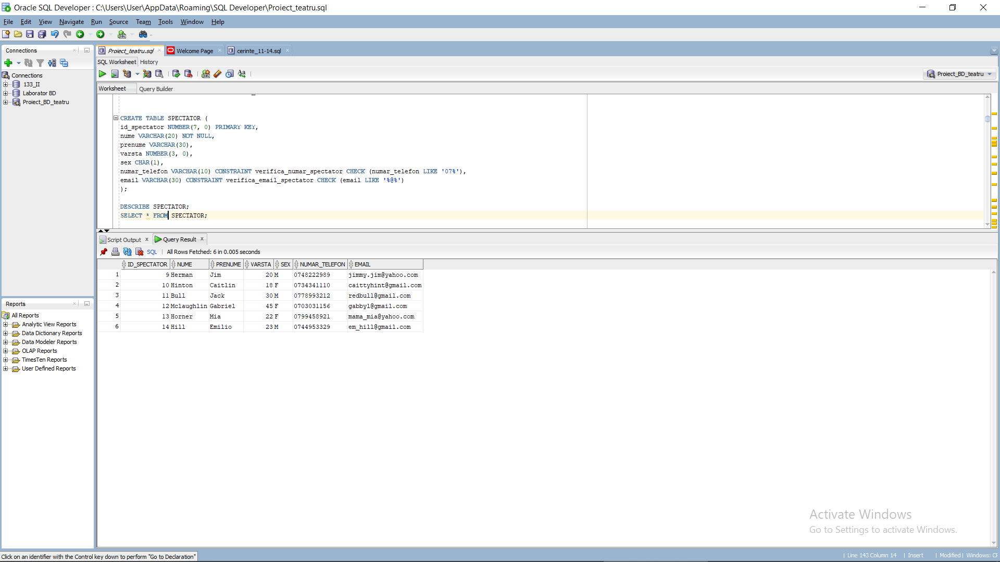 Oracle SQL Developer : C:\Users\User\AppData\Roaming\SQL Developer\Proiect_teatru.sql
File Edit View Navigate Run Source Team Tools Window Help
Connections
Connections
133_II
Laborator BD
Proiect_BD_teatru
Reports
All Reports
Analytic View Reports
Data Dictionary Reports
Data Modeler Reports
OLAP Reports
TimesTen Reports
User Defined Reports
Proiect_teatru.sql Welcome Page cerinte_11-14.sql
SQL Worksheet History
Proiect_BD_teatru
Worksheet Query Builder
CREATE TABLE SPECTATOR (
id_spectator NUMBER(7, 0) PRIMARY KEY,
nume VARCHAR(20) NOT NULL,
prenume VARCHAR(30),
varsta NUMBER(3, 0),
sex CHAR(1),
numar_telefon VARCHAR(10) CONSTRAINT verifica_numar_spectator CHECK (numar_telefon LIKE '07%'),
email VARCHAR(30) CONSTRAINT verifica_email_spectator CHECK (email LIKE '%@%')
);
DESCRIBE SPECTATOR;
SELECT * FROM SPECTATOR;
Script Output Query Result
SQL All Rows Fetched: 6 in 0.005 seconds
ID_SPECTATOR NUME PRENUME VARSTA SEX NUMAR_TELEFON EMAIL
1 9 Herman Jim 20 M 0748222989 jimmy.jim@yahoo.com
2 10 Hinton Caitlin 18 F 0734341110 caittyhint@gmail.com
3 11 Bull Jack 30 M 0778993212 redbull@gmail.com
4 12 Mclaughlin Gabriel 45 F 0703031156 gabbyl@gmail.com
5 13 Horner Mia 22 F 0799458921 mama_mia@yahoo.com
6 14 Hill Emilio 23 M 0744953329 em_hill@gmail.com
Activate Windows
Go to Settings to activate Windows.
Click on an identifier with the Control key down to perform "Go to Declaration"
Line 143 Column 14 Insert Modified Windows: